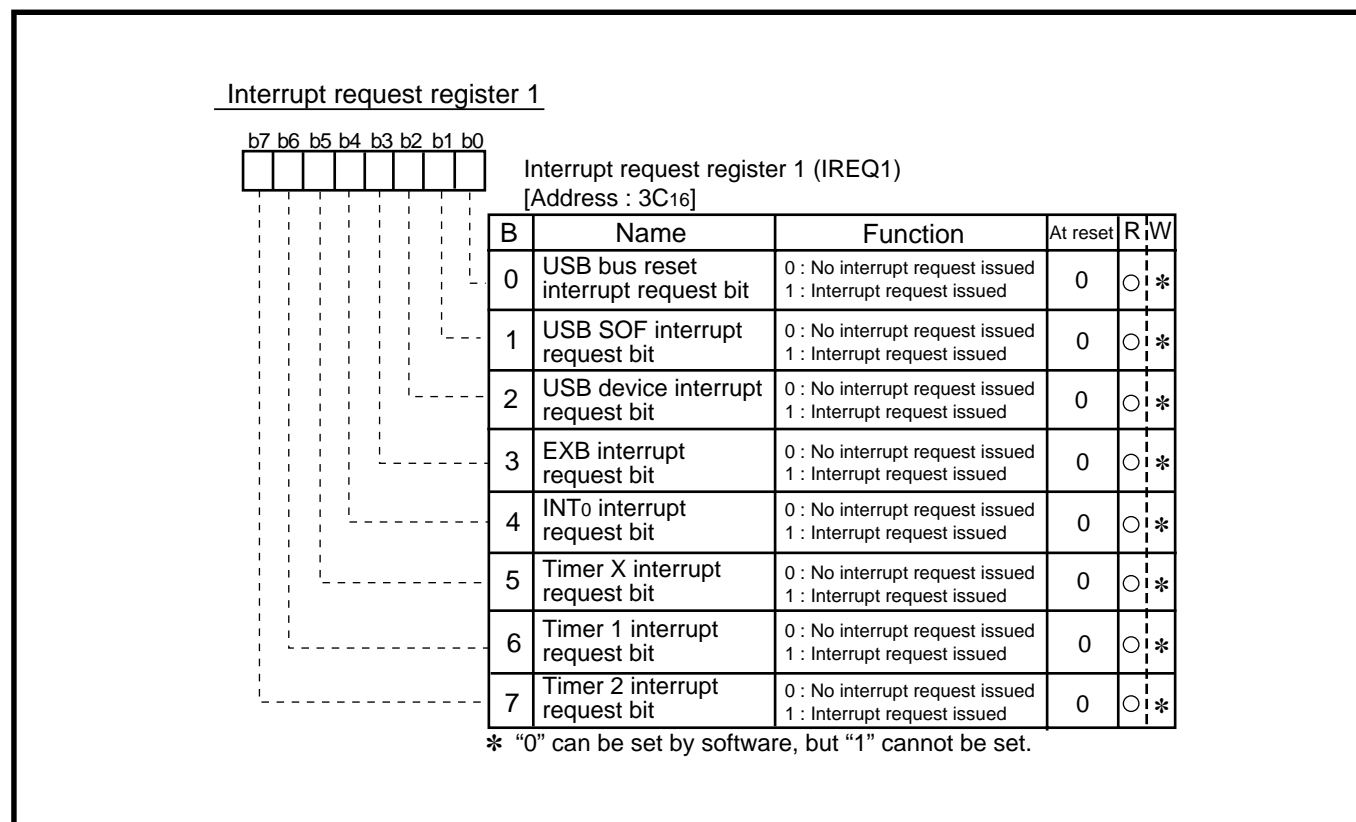 Interrupt request register 1
b7 b6 b5 b4 b3 b2 b1 b0
Interrupt request register 1 (IREQ1)
[Address : 3C16]
B Name Function At reset R W
0 USB bus reset interrupt request bit 0 : No interrupt request issued 1 : Interrupt request issued 0 ○ ✻
1 USB SOF interrupt request bit 0 : No interrupt request issued 1 : Interrupt request issued 0 ○ ✻
2 USB device interrupt request bit 0 : No interrupt request issued 1 : Interrupt request issued 0 ○ ✻
3 EXB interrupt request bit 0 : No interrupt request issued 1 : Interrupt request issued 0 ○ ✻
4 INT0 interrupt request bit 0 : No interrupt request issued 1 : Interrupt request issued 0 ○ ✻
5 Timer X interrupt request bit 0 : No interrupt request issued 1 : Interrupt request issued 0 ○ ✻
6 Timer 1 interrupt request bit 0 : No interrupt request issued 1 : Interrupt request issued 0 ○ ✻
7 Timer 2 interrupt request bit 0 : No interrupt request issued 1 : Interrupt request issued 0 ○ ✻
✻ “0” can be set by software, but “1” cannot be set.